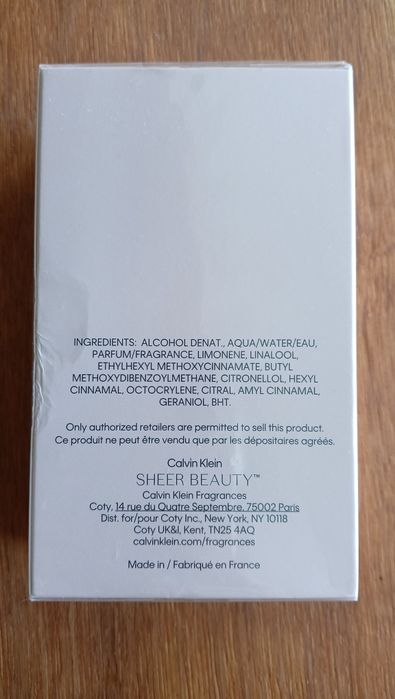 INGREDIENTS: ALCOHOL DENAT., AQUA/WATER/EAU,
PARFUM/FRAGRANCE, LIMONENE, LINALOOL,
ETHYLHEXYL METHOXYCINNAMATE, BUTYL
METHOXYDIBENZOYLMETHANE, CITRONELLOL, HEXYL
CINNAMAL, OCTOCRYLENE, CITRAL, AMYL CINNAMAL,
GERANIOL, BHT.
Only authorized retailers are permitted to sell this product.
Ce produit ne peut être vendu que par les dépositaires agréés.
Calvin Klein
SHEER BEAUTY™
Calvin Klein Fragrances
Coty, 14 rue du Quatre Septembre, 75002 Paris
Dist. for/pour Coty Inc., New York, NY 10118
Coty UK&I, Kent, TN25 4AQ
calvinklein.com/fragrances
Made in / Fabriqué en France